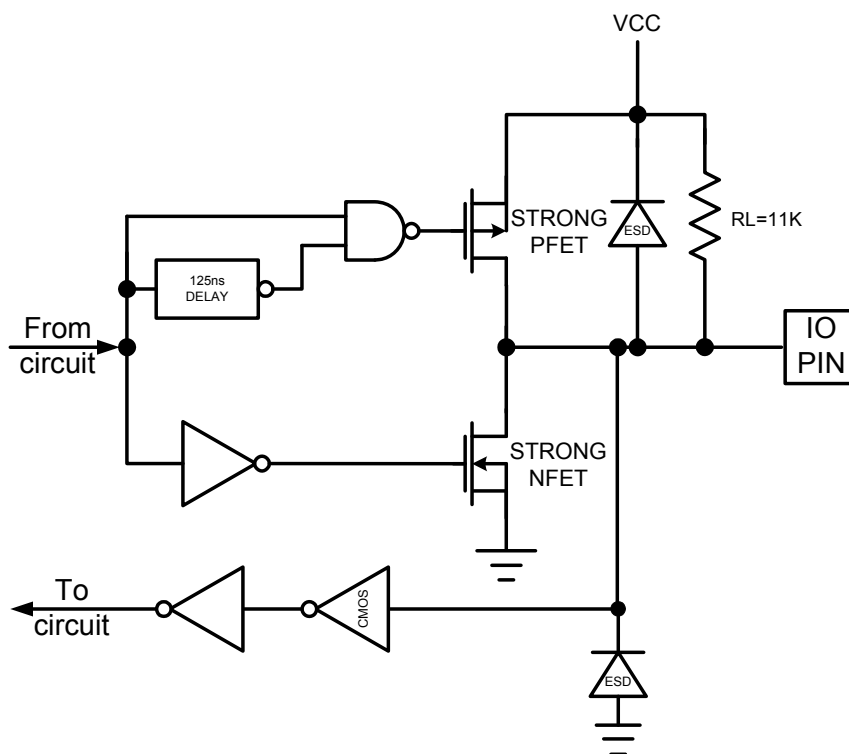 VCC
STRONG
PFET
ESD
RL=11K
125ns
DELAY
From
circuit
IO
PIN
STRONG
NFET
To
circuit
CMOS
ESD